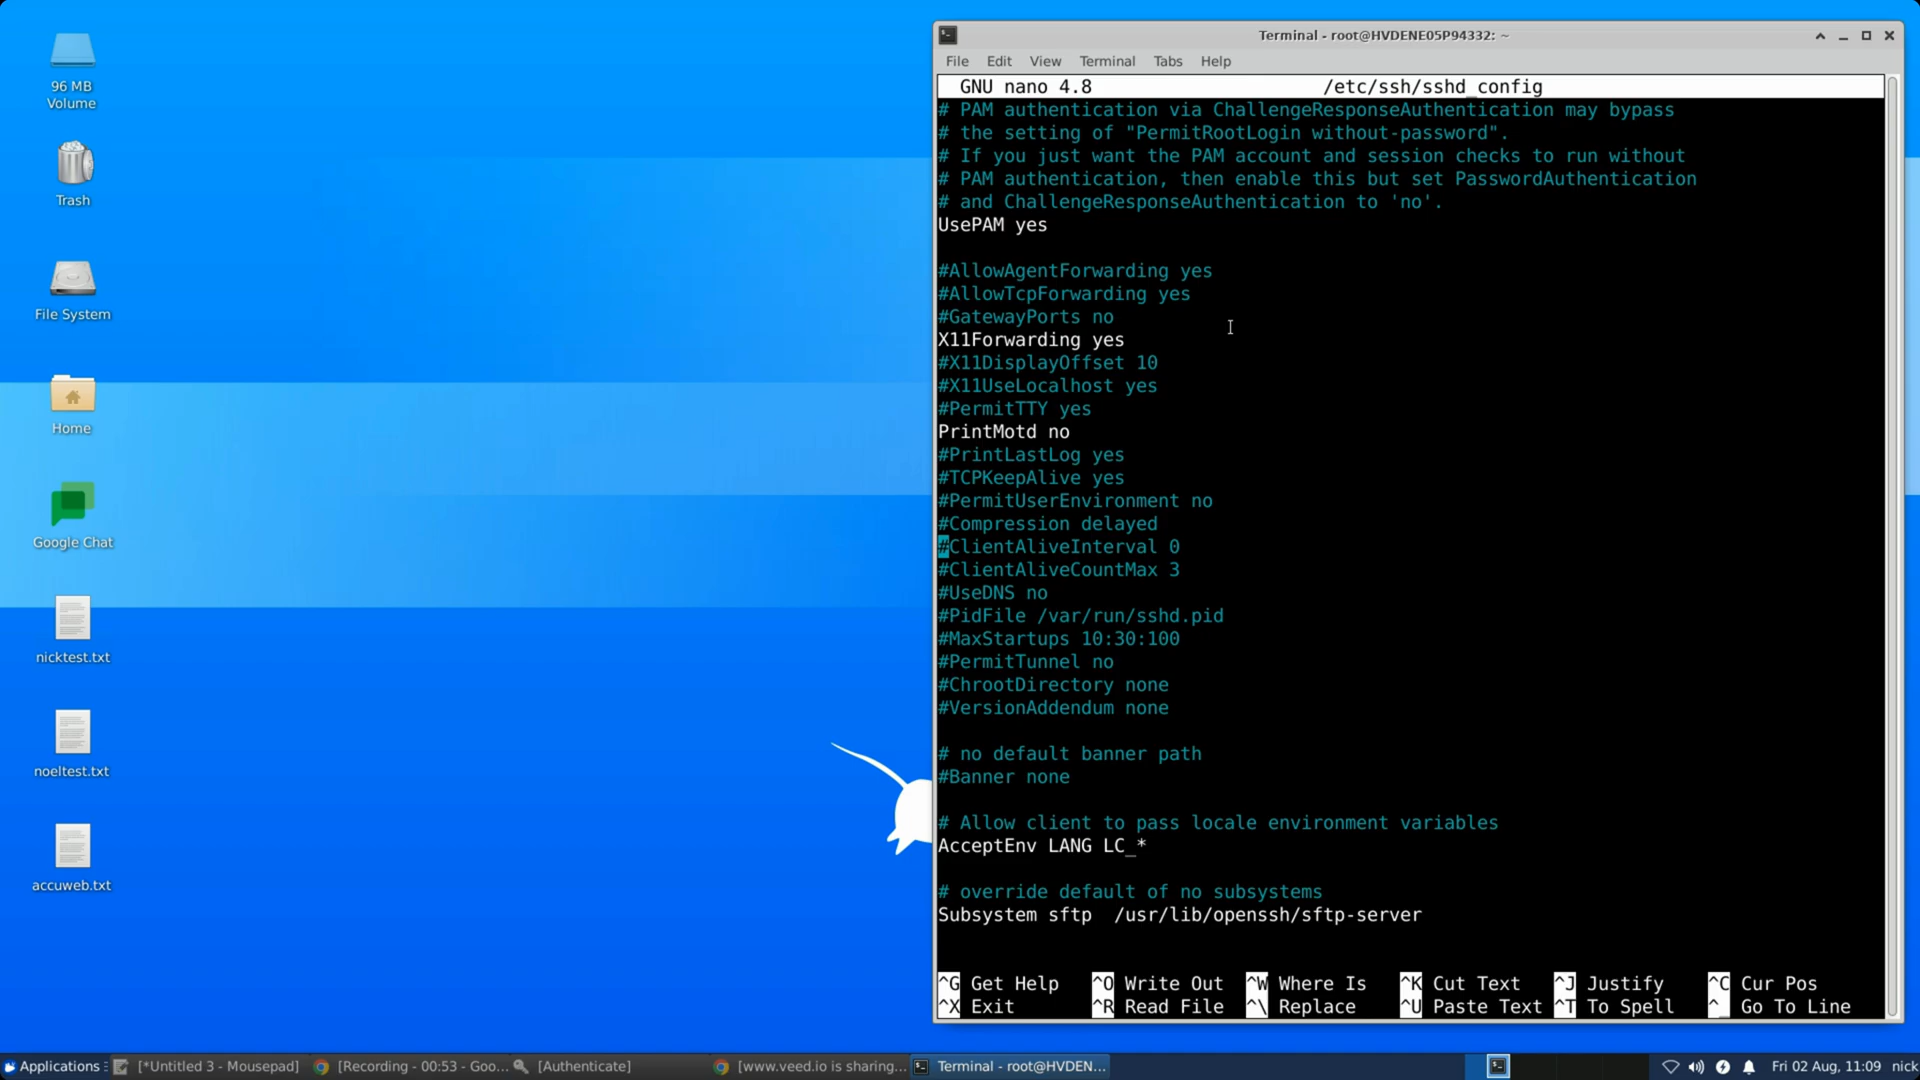 96 MB
Volume
Trash
File System
Home
Google Chat
nicktest.txt
noeltest.txt
accuweb.txt
Terminal - root@HVDENE05P94332: ~
File Edit View Terminal Tabs Help
GNU nano 4.8 /etc/ssh/sshd_config
# PAM authentication via ChallengeResponseAuthentication may bypass
# the setting of "PermitRootLogin without-password".
# If you just want the PAM account and session checks to run without
# PAM authentication, then enable this but set PasswordAuthentication
# and ChallengeResponseAuthentication to 'no'.
UsePAM yes
#AllowAgentForwarding yes
#AllowTcpForwarding yes
#GatewayPorts no
X11Forwarding yes
#X11DisplayOffset 10
#X11UseLocalhost yes
#PermitTTY yes
PrintMotd no
#PrintLastLog yes
#TCPKeepAlive yes
#PermitUserEnvironment no
#Compression delayed
#ClientAliveInterval 0
#ClientAliveCountMax 3
#UseDNS no
#PidFile /var/run/sshd.pid
#MaxStartups 10:30:100
#PermitTunnel no
#ChrootDirectory none
#VersionAddendum none
# no default banner path
#Banner none
# Allow client to pass locale environment variables
AcceptEnv LANG LC_*
# override default of no subsystems
Subsystem sftp /usr/lib/openssh/sftp-server
^G Get Help ^O Write Out ^W Where Is ^K Cut Text ^J Justify ^C Cur Pos
^X Exit ^R Read File ^\ Replace ^U Paste Text ^T To Spell ^_ Go To Line
Applications [*Untitled 3 - Mousepad] [Recording - 00:53 - Goo... [Authenticate] [www.veed.io is sharing... Terminal - root@HVDEN... Fri 02 Aug, 11:09 nick